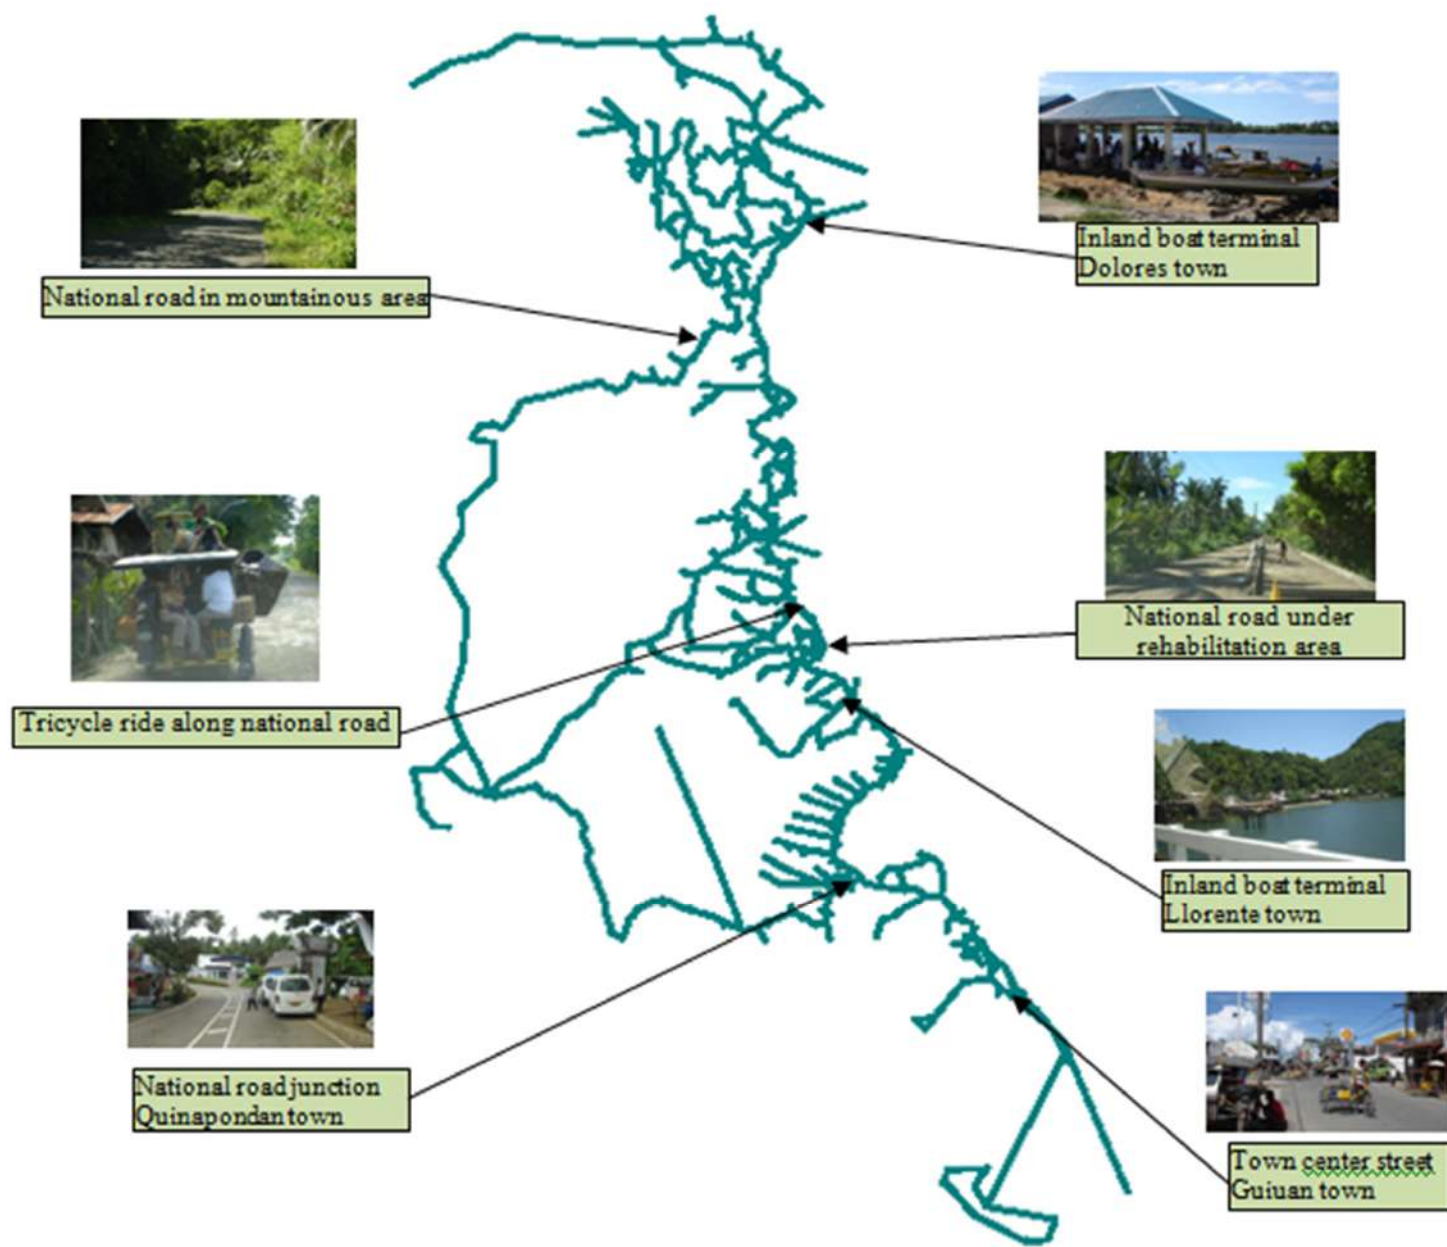 Inland boat terminal
Dolores town
National road in mountainous area
National road under
rehabilitation area
Tricycle ride along national road
Inland boat terminal
Llorente town
National road junction
Quinapondan town
Town center street
Guiuan town